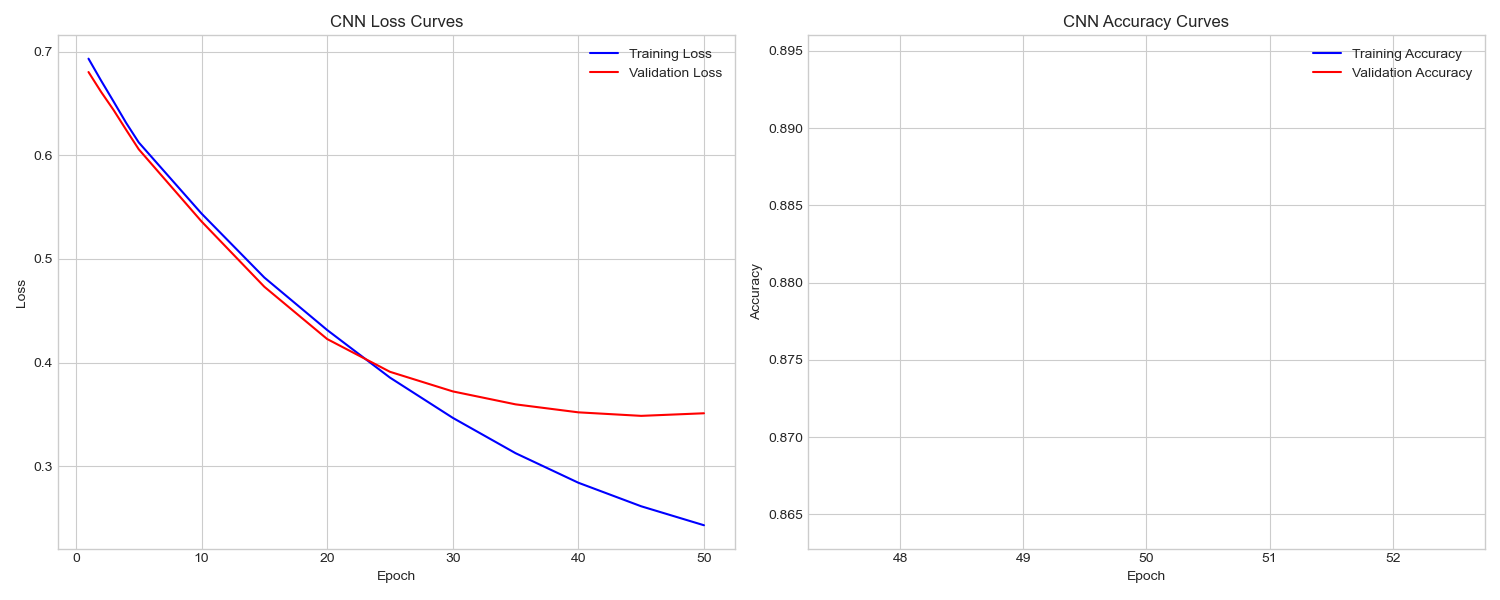 CNN Loss Curves
0.7
0.6
0.5
0.4
0.3
Loss
Training Loss
Validation Loss
0 10 20 30 40 50
Epoch
CNN Accuracy Curves
0.895
0.890
0.885
0.880
0.875
0.870
0.865
Accuracy
Training Accuracy
Validation Accuracy
48 49 50 51 52
Epoch